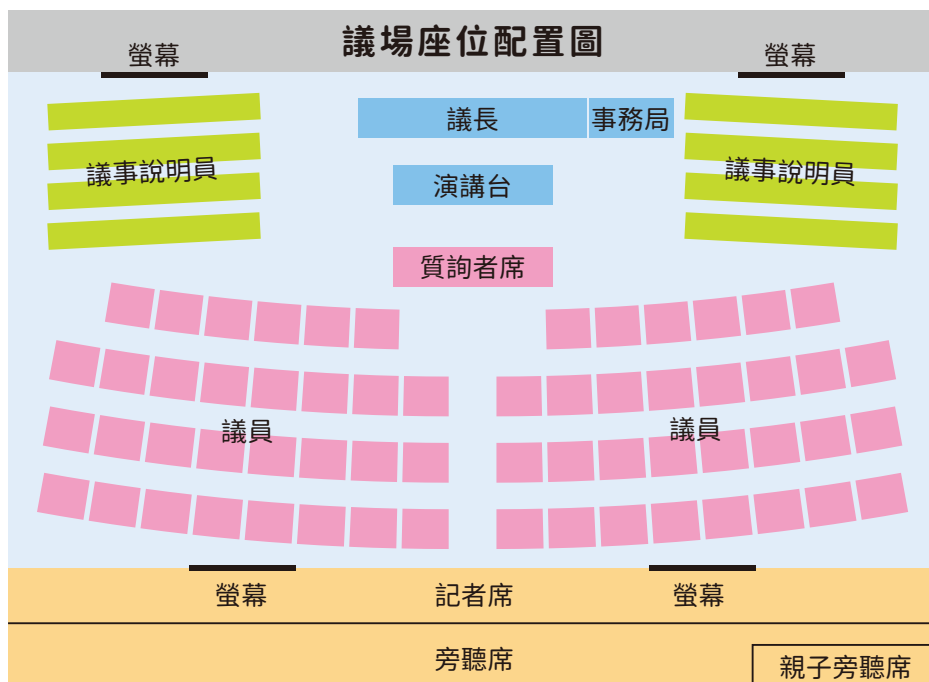 議場座位配置圖
螢幕
螢幕
議長
事務局
議事說明員
議事說明員
演講台
質詢者席
議員
議員
螢幕
記者席
螢幕
旁聽席
親子旁聽席